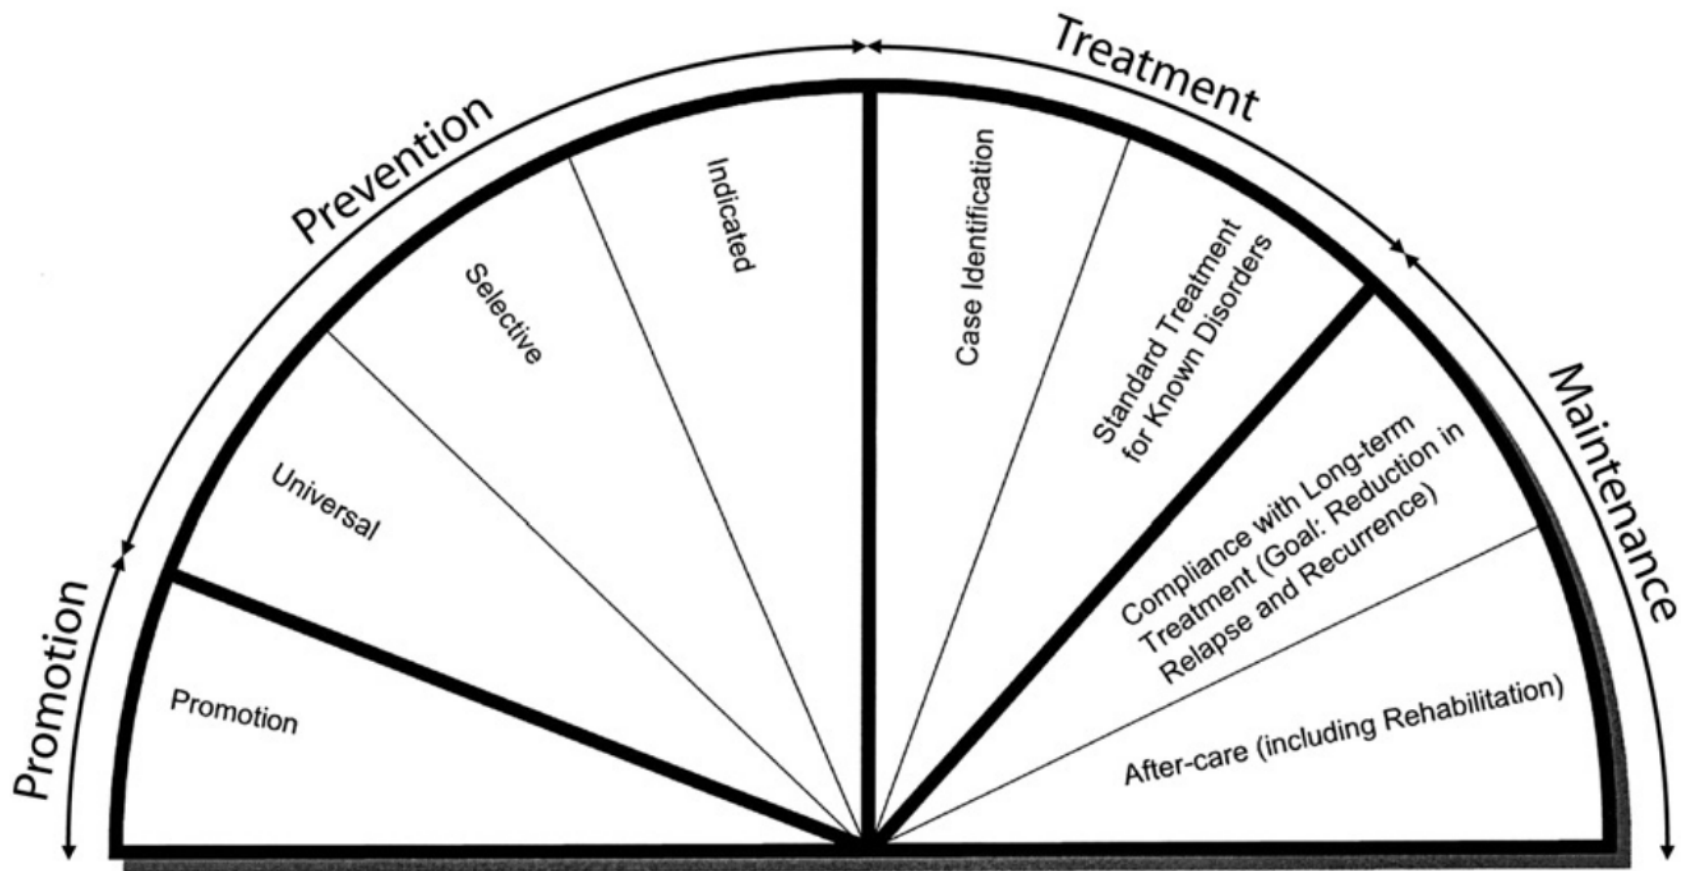 Promotion
Prevention
Treatment
Maintenance
Promotion
Universal
Selective
Indicated
Case Identification
Standard Treatment
for Known Disorders
Compliance with Long-term
Treatment (Goal: Reduction in
Relapse and Recurrence)
After-care (including Rehabilitation)